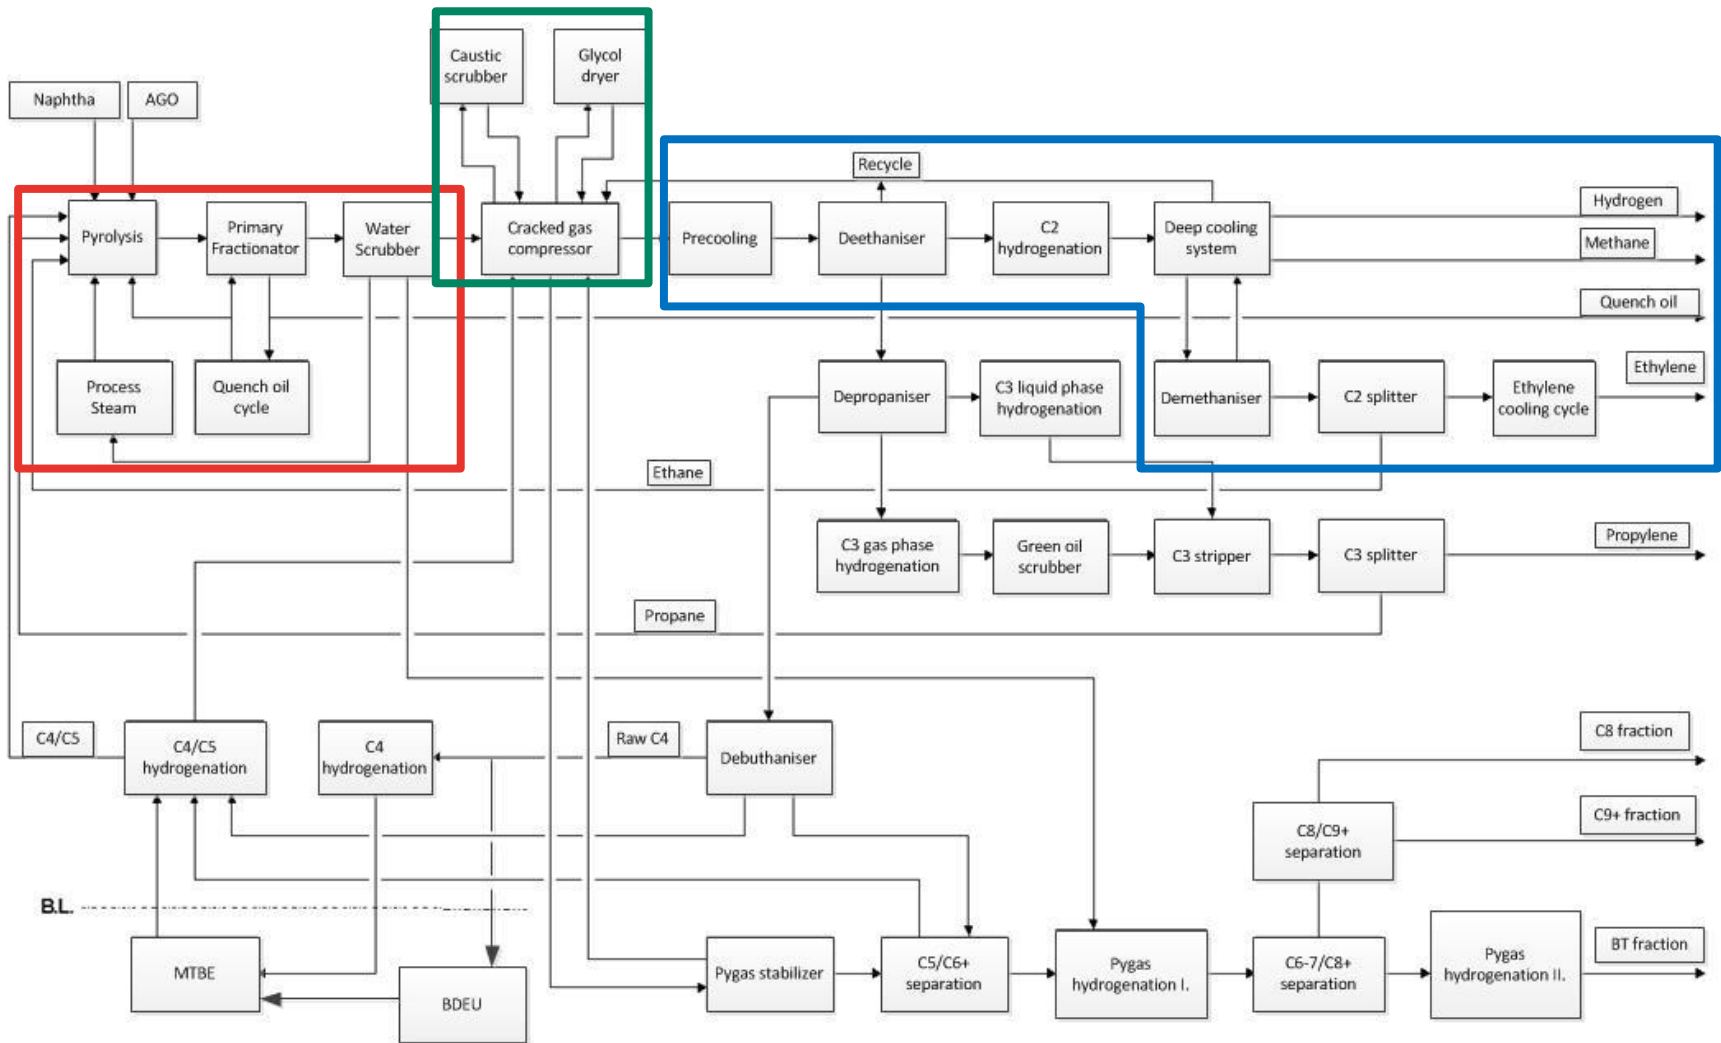 Caustic
scrubber
Glycol
dryer
Naphtha
AGO
Recycle
Hydrogen
Pyrolysis
Primary
Fractionator
Water
Scrubber
Cracked gas
compressor
Precooling
Deethaniser
C2
hydrogenation
Deep cooling
system
Methane
Quench oil
Process
Steam
Quench oil
cycle
Depropaniser
C3 liquid phase
hydrogenation
Demethaniser
C2 splitter
Ethylene
cooling cycle
Ethylene
Ethane
C3 gas phase
hydrogenation
Green oil
scrubber
C3 stripper
C3 splitter
Propylene
Propane
C4/C5
C4/C5
hydrogenation
C4
hydrogenation
Raw C4
Debuthaniser
C8 fraction
C8/C9+
separation
C9+ fraction
B.L.
MTBE
BDEU
Pygas stabilizer
C5/C6+
separation
Pygas
hydrogenation I.
C6-7/C8+
separation
Pygas
hydrogenation II.
BT fraction